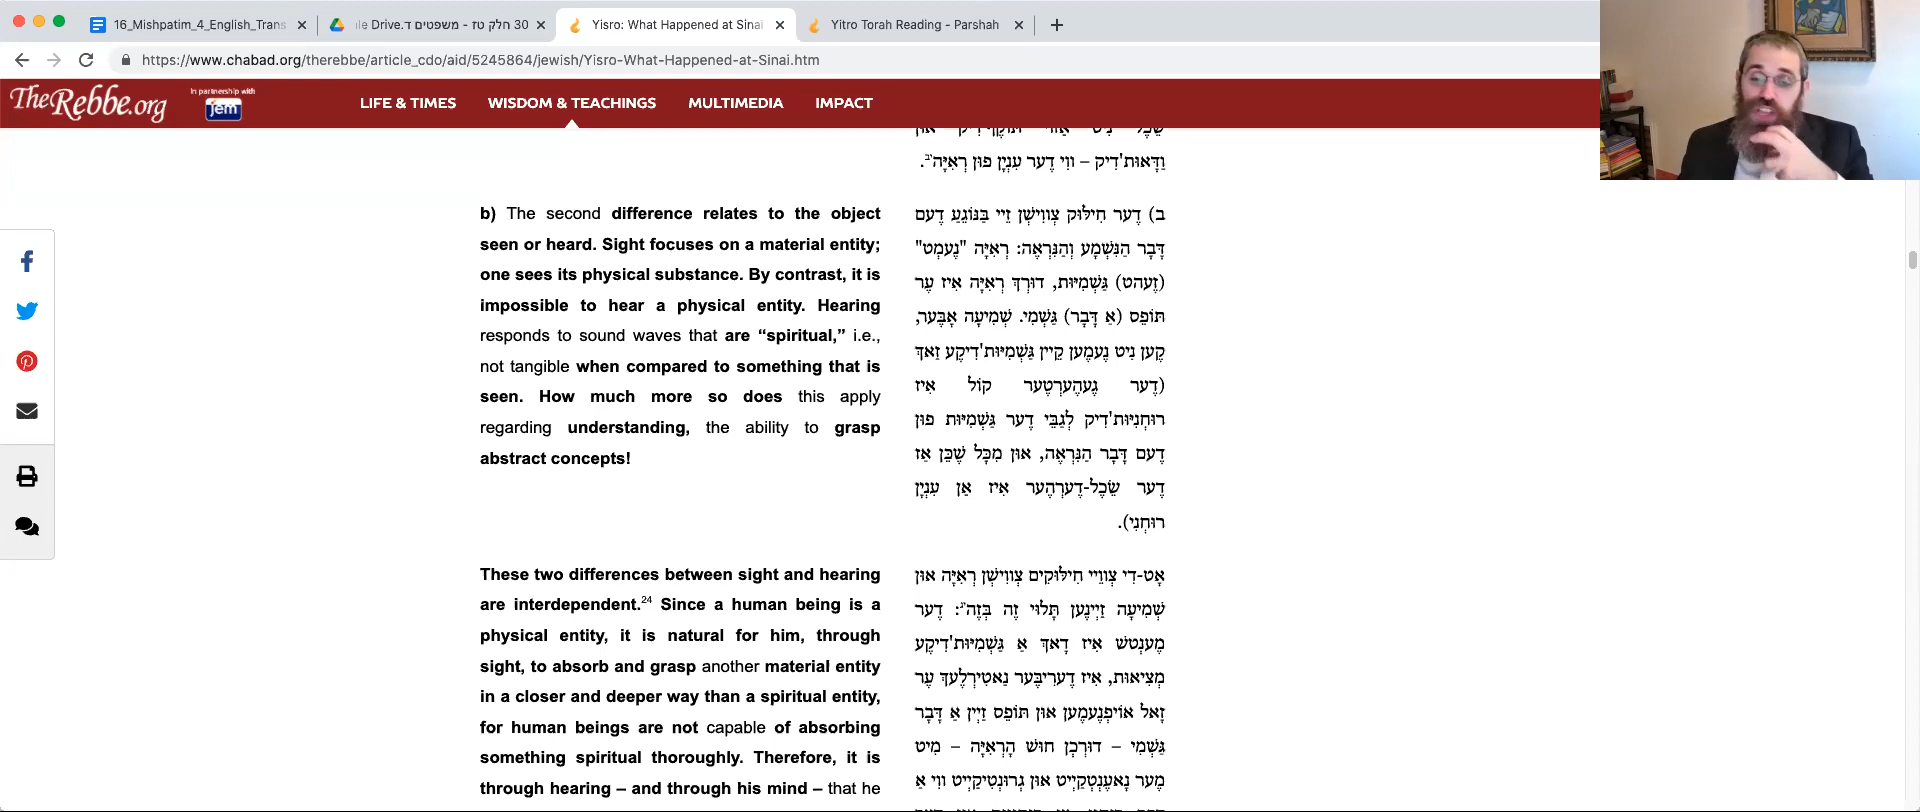 16_Mishpatim_4_English_Trans
30 חלק טז - משפטים ד.ale Drive
Yisro: What Happened at Sinai
Yitro Torah Reading - Parshah
https://www.chabad.org/therebbe/article_cdo/aid/5245864/jewish/Yisro-What-Happened-at-Sinai.htm
TheRebbe.org
In partnership with
jem
LIFE & TIMES
WISDOM & TEACHINGS
MULTIMEDIA
IMPACT
וַדָּאוּת'דִיק – ווִי דֶער עִנְיָן פוּן רְאִיָּה.
b) The second difference relates to the object
seen or heard. Sight focuses on a material entity;
one sees its physical substance. By contrast, it is
impossible to hear a physical entity. Hearing
responds to sound waves that are “spiritual,” i.e.,
not tangible when compared to something that is
seen. How much more so does this apply
regarding understanding, the ability to grasp
abstract concepts!
ב) דֶער חִילּוּק צְווִישְׁן זֵיי בַּנּוֹגֵעַ דֶעם
דָּבָר הַנִּשְׁמָע וְהַנִּרְאֶה: רְאִיָּה "נֶעמְט"
(זֶעהט) גַּשְׁמִיּוּת, דוּרְךְ רְאִיָּה אִיז עֶר
תּוֹפֵס (אַ דָּבָר) גַּשְׁמִי. שְׁמִיעָה אָבֶּער,
קֶען נִיט נֶעמֶען קֵיין גַּשְׁמִיּוּת'דִיקֶע זַאךְ
(דֶער גֶעהֶערְטֶער קוֹל אִיז
רוּחְנִיּוּת'דִיק לְגַבֵּי דֶער גַּשְׁמִיּוּת פוּן
דֶעם דָּבָר הַנִּרְאֶה, אוּן מִכָּל שֶׁכֵּן אַז
דֶער שֵׂכֶל-דֶערְהֶער אִיז אַן עִנְיָן
רוּחְנִי).
These two differences between sight and hearing
are interdependent.24 Since a human being is a
physical entity, it is natural for him, through
sight, to absorb and grasp another material entity
in a closer and deeper way than a spiritual entity,
for human beings are not capable of absorbing
something spiritual thoroughly. Therefore, it is
through hearing – and through his mind – that he
אָט-דִי צְווֵיי חִילּוּקִים צְווִישְׁן רְאִיָּה אוּן
שְׁמִיעָה זַיְינֶען תָּלוּי זֶה בְּזֶה: דֶער
מֶענְטשׁ אִיז דָאךְ אַ גַּשְׁמִיּוּת'דִיקֶע
מְצִיאוּת, אִיז דֶערִיבֶּער נַאטִירְלֶעךְ עֶר
זָאל אוֹיפְנֶעמֶען אוּן תּוֹפֵס זַיְין אַ דָּבָר
גַּשְׁמִי – דוּרְכְן חוּשׁ הָרְאִיָּה – מִיט
מֶער נָאעֶנְטְקַיְיט אוּן גְרוּנְטִיקַיְיט ווִי אַ